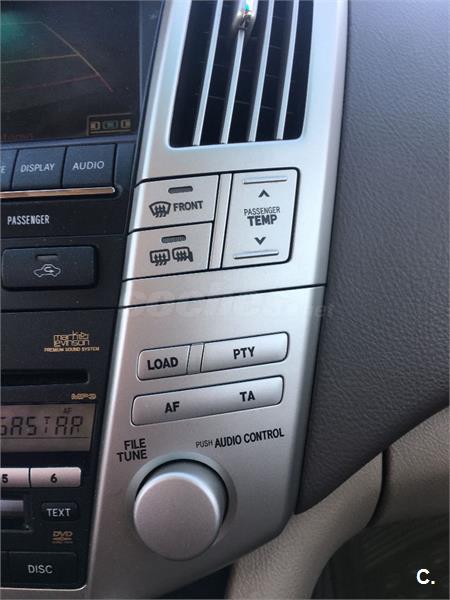 DISPLAY
AUDIO
PASSENGER
FRONT
PASSENGER
TEMP
Mark
Levinson
PREMIUM SOUND SYSTEM
MP3
LOAD
PTY
AF
TA
AF
GASTAR
FILE
TUNE
PUSH AUDIO CONTROL
5
6
TEXT
DVD
DISC
C.